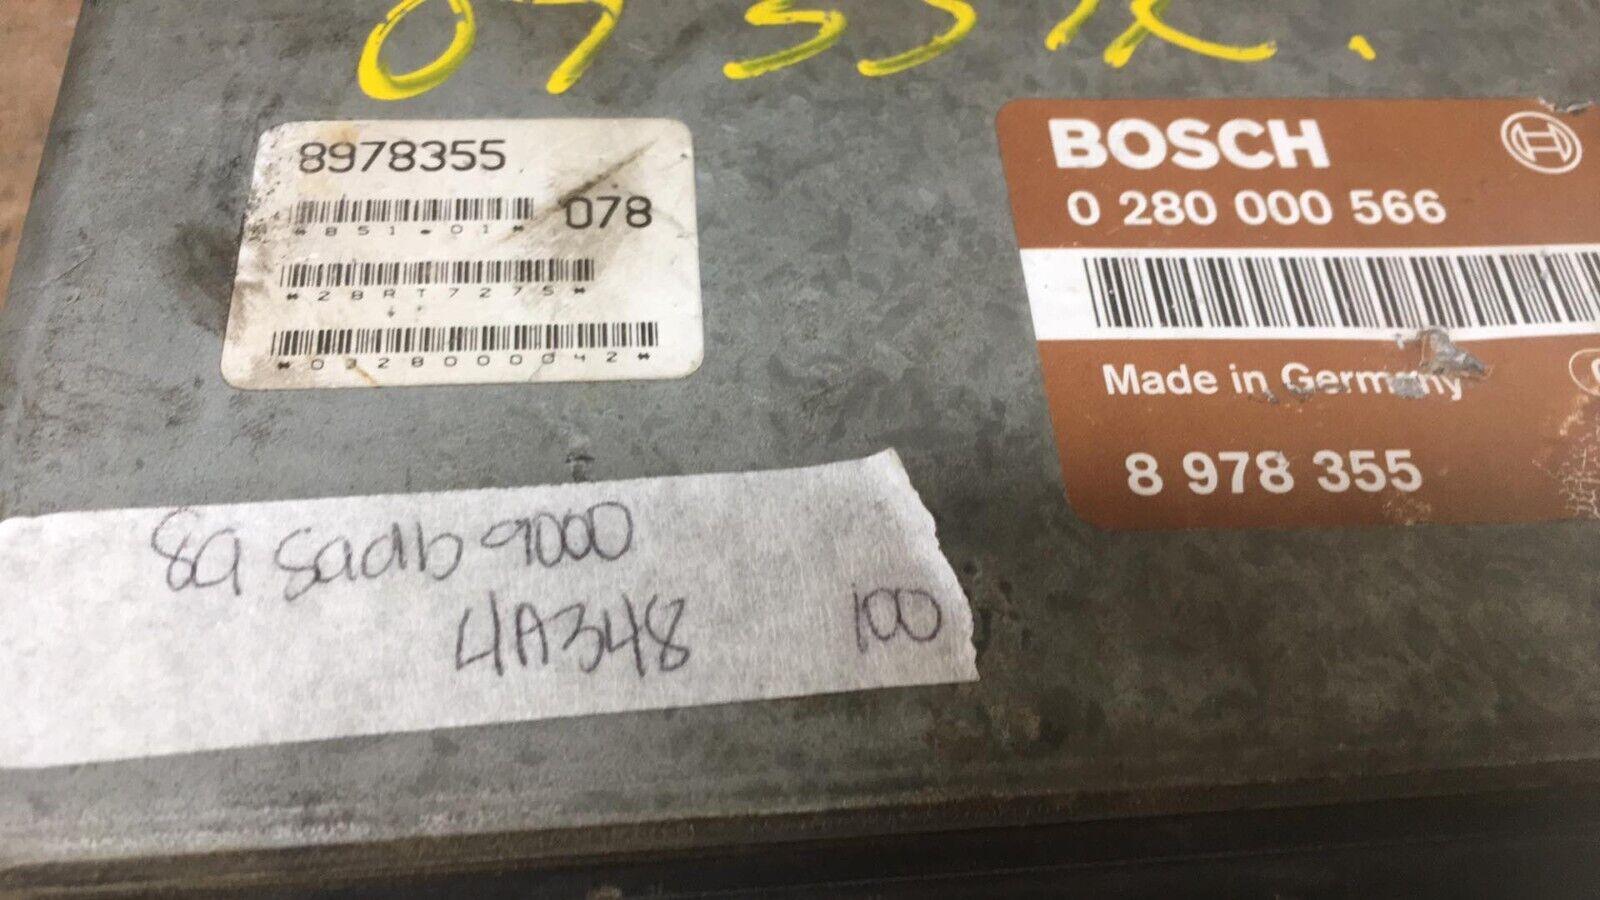 8978355
*851.01*
078
*28RT7275*
*0328000042*
BOSCH
0 280 000 566
Made in Germany
8 978 355
89 Saab 9000
4A348
100